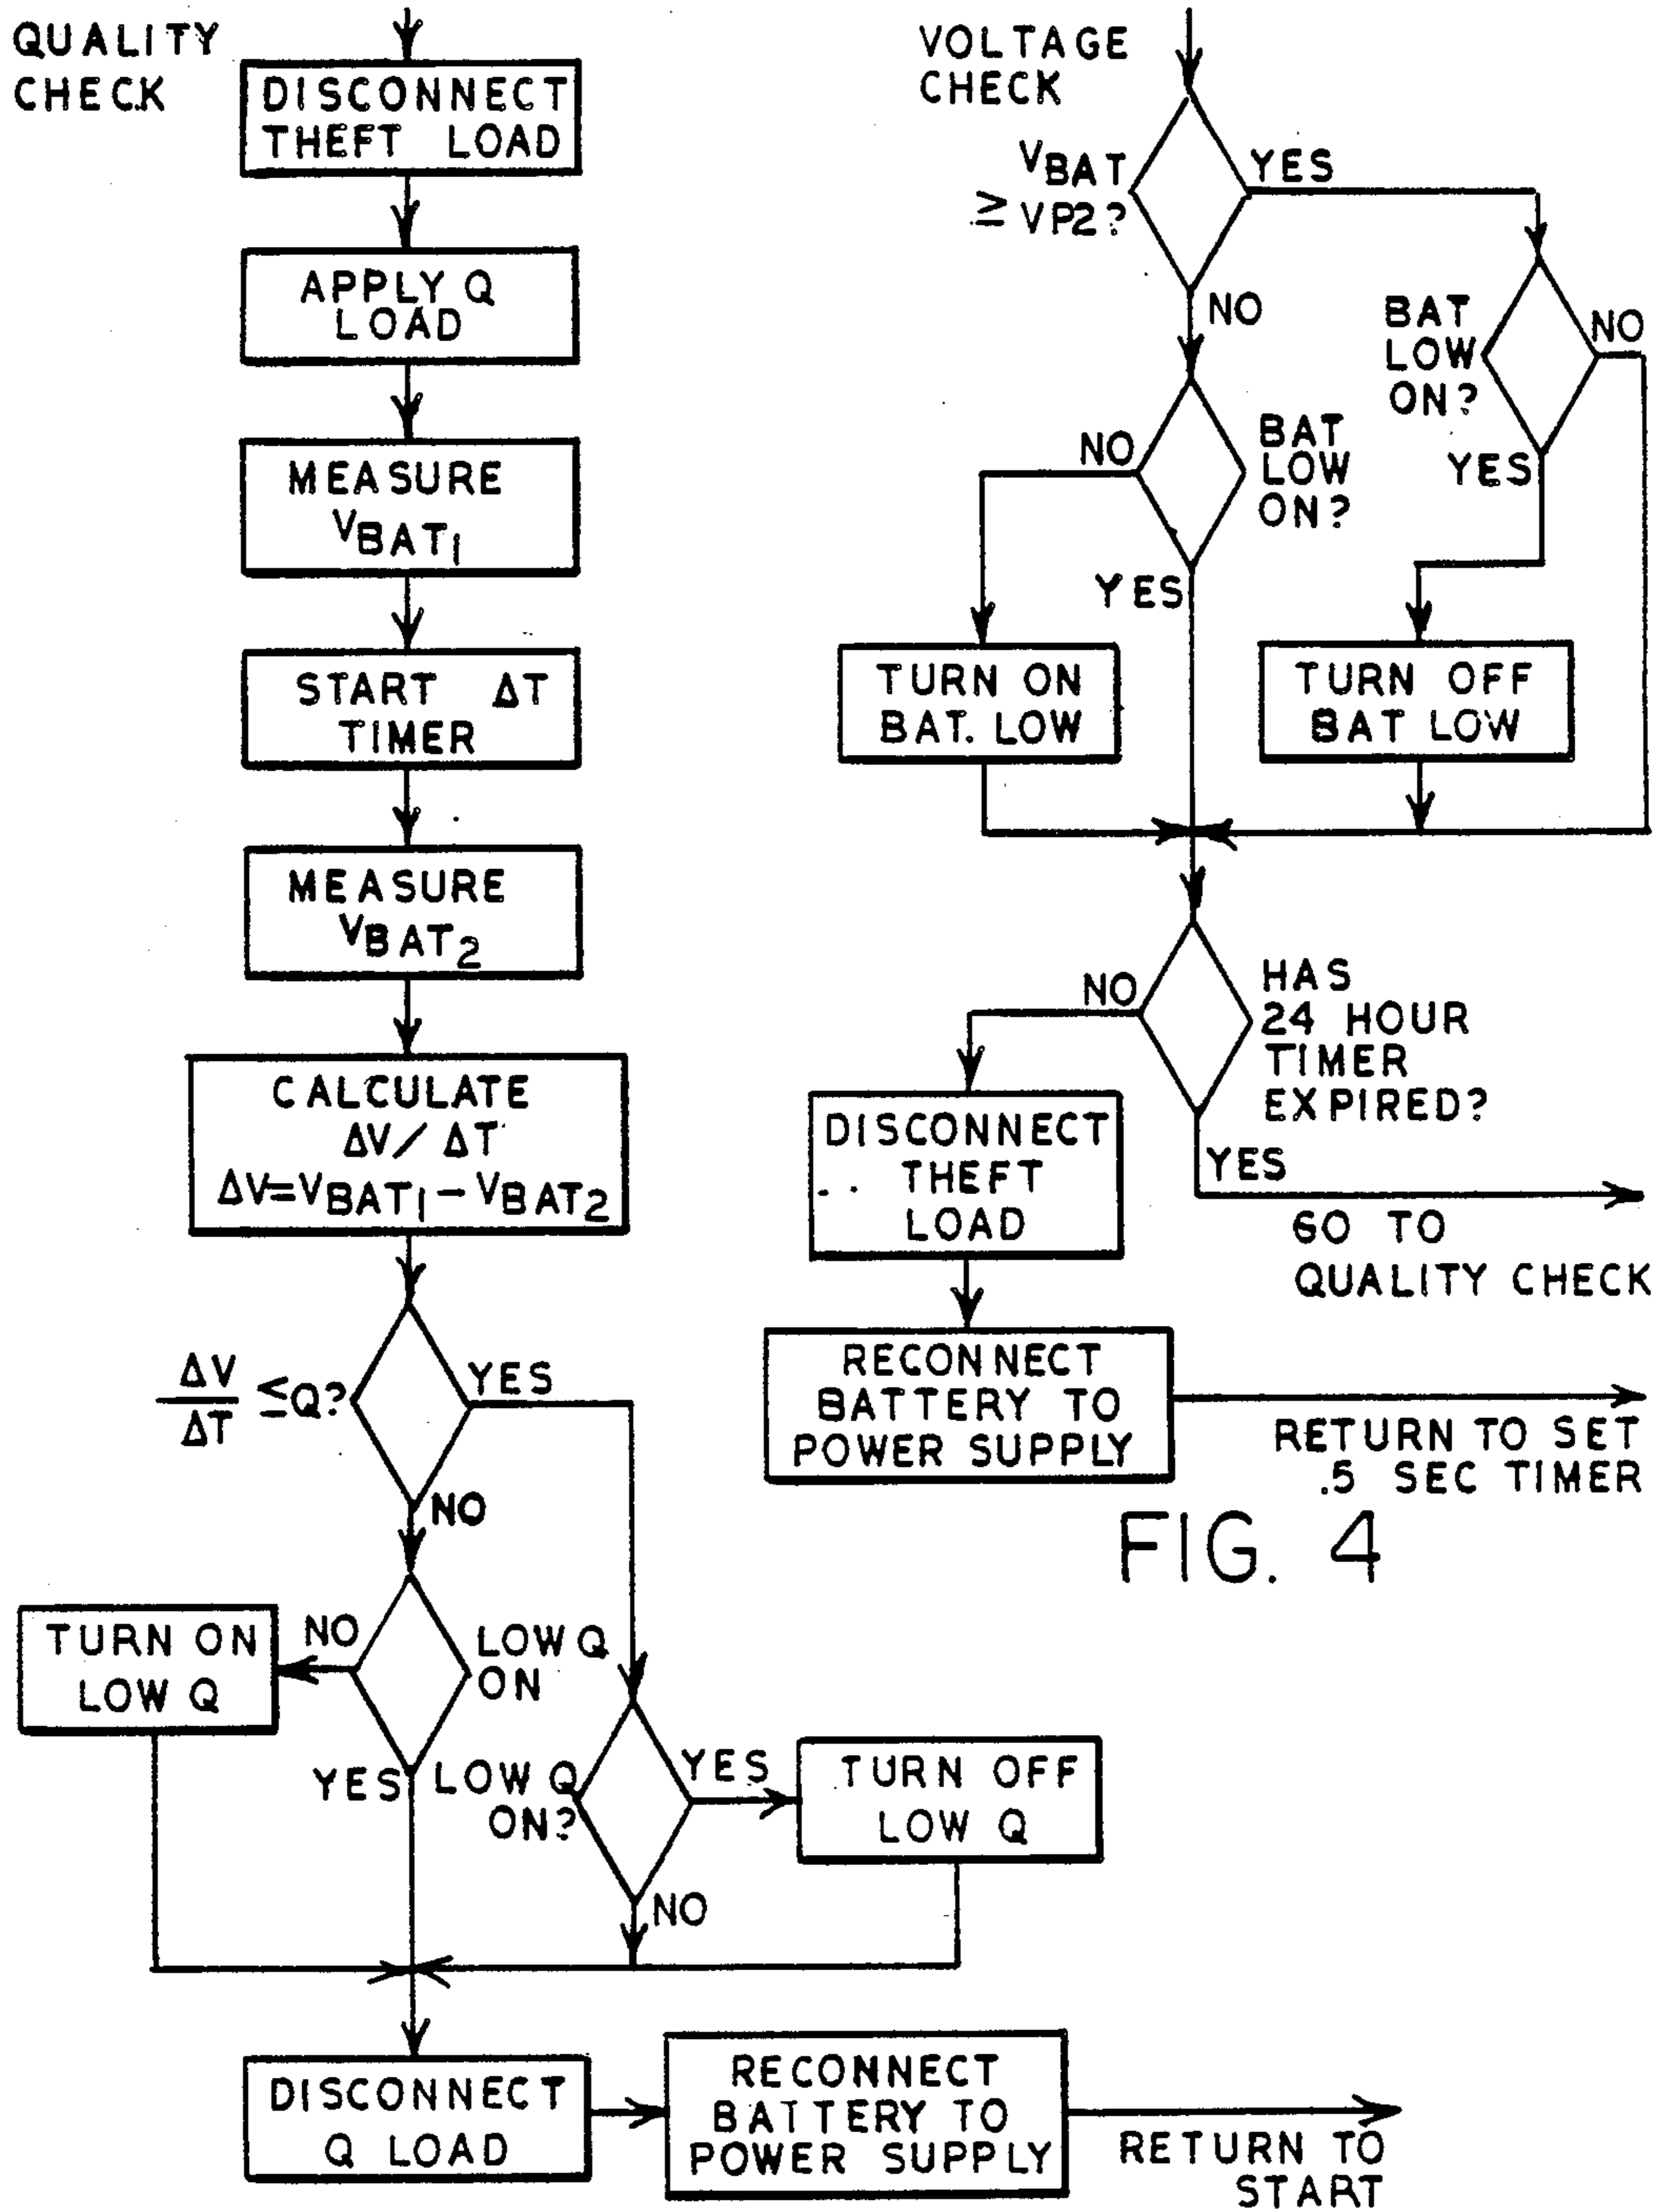 QUALITY
CHECK
DISCONNECT
THEFT LOAD
APPLY Q
LOAD
MEASURE
VBAT1
START ΔT
TIMER
MEASURE
VBAT2
CALCULATE
ΔV/ΔT
ΔV=VBAT1-VBAT2
ΔV
ΔT
≤Q?
YES
NO
TURN ON
LOW Q
NO
LOW Q
ON
YES
LOW Q
ON?
YES
TURN OFF
LOW Q
NO
DISCONNECT
Q LOAD
RECONNECT
BATTERY TO
POWER SUPPLY
RETURN TO
START
VOLTAGE
CHECK
VBAT
≥ VP2?
YES
NO
BAT
LOW
ON?
NO
YES
NO
BAT
LOW
ON?
YES
TURN ON
BAT. LOW
TURN OFF
BAT LOW
NO
HAS
24 HOUR
TIMER
EXPIRED?
YES
GO TO
QUALITY CHECK
DISCONNECT
THEFT
LOAD
RECONNECT
BATTERY TO
POWER SUPPLY
RETURN TO SET
.5 SEC TIMER
FIG. 4